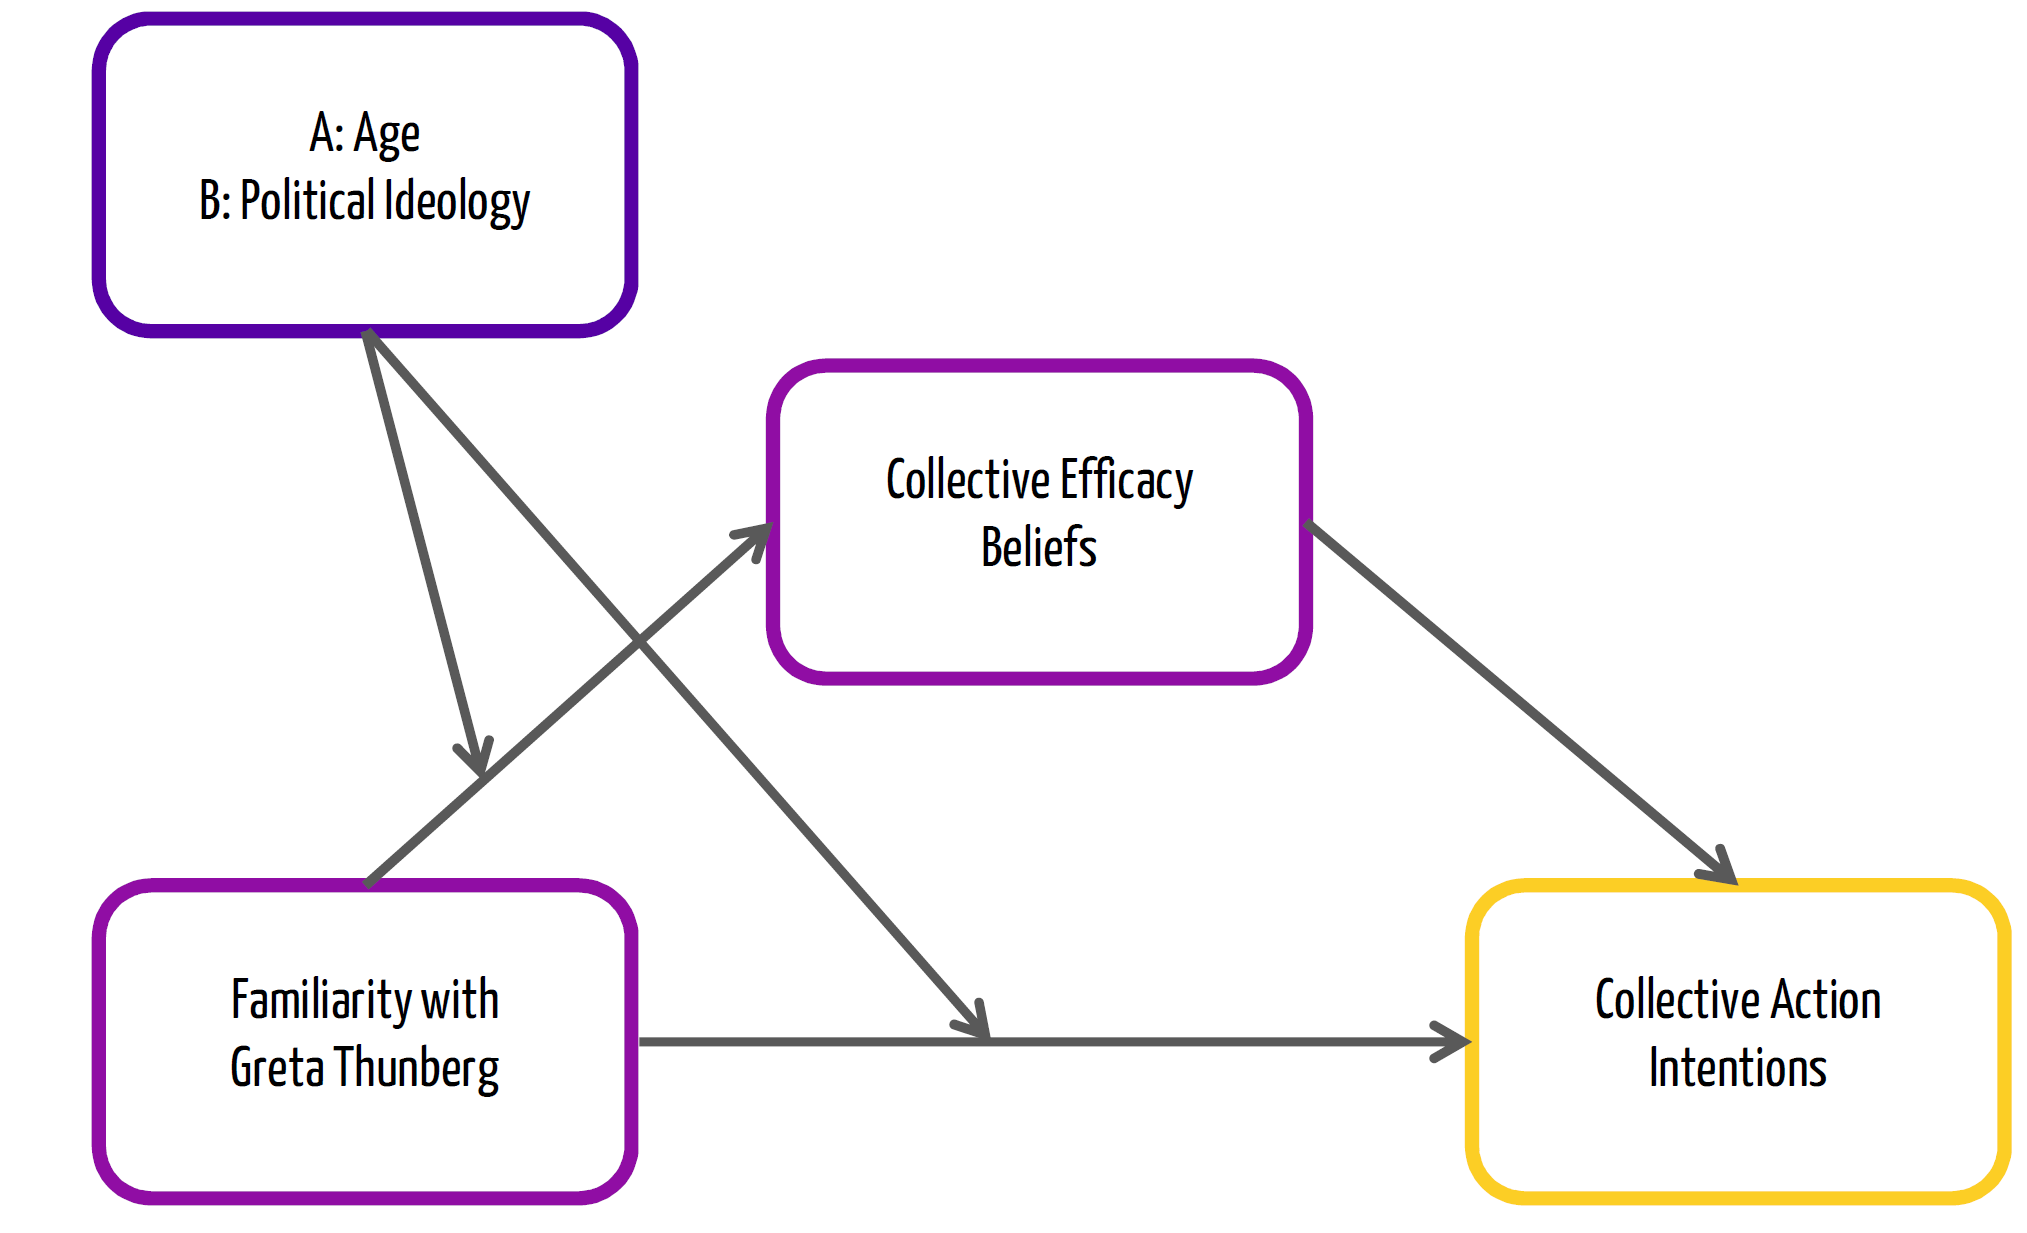 A: Age
B: Political Ideology
Collective Efficacy
Beliefs
Familiarity with
Greta Thunberg
Collective Action
Intentions